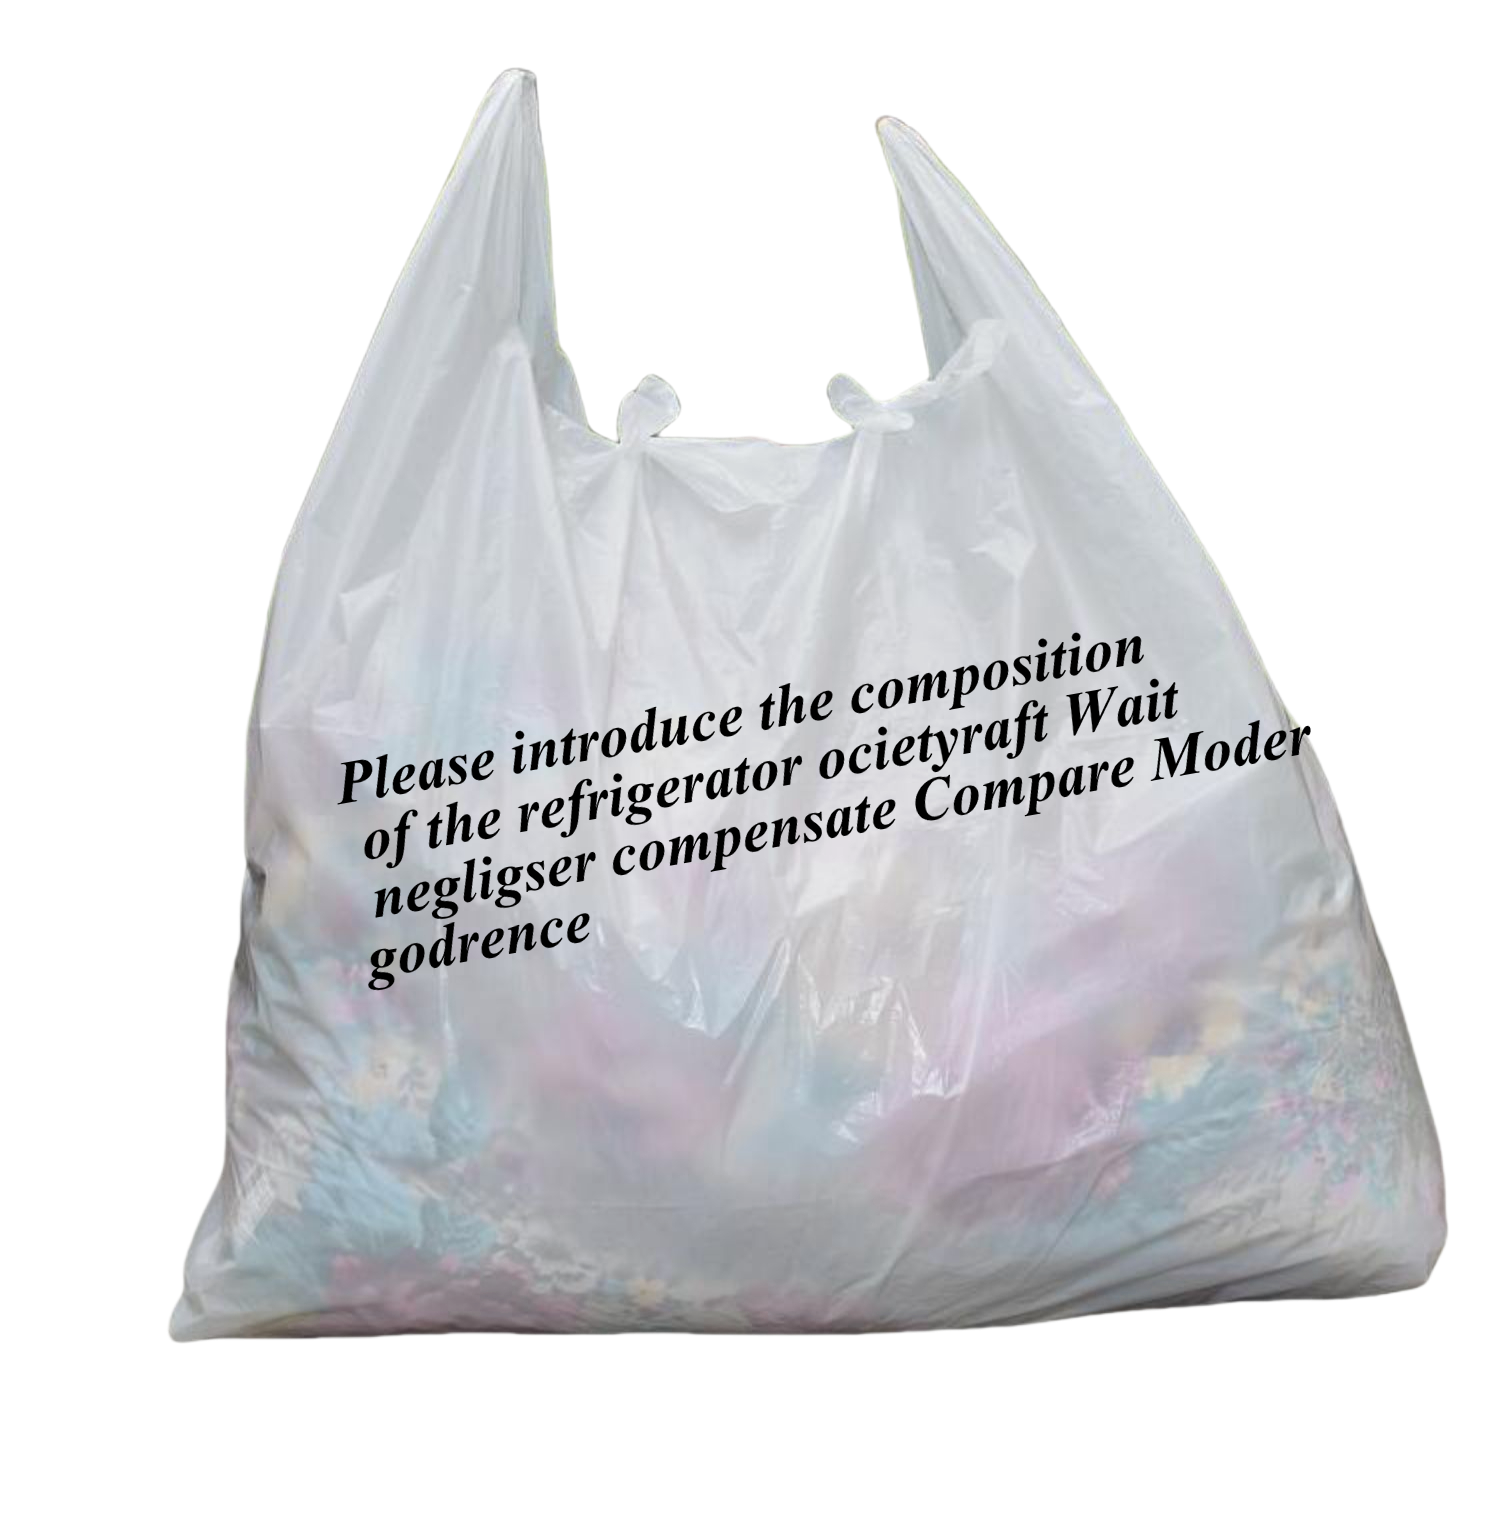 Please introduce the composition
of the refrigerator ocietyraft Wait
negligser compensate Compare Moder
godrence